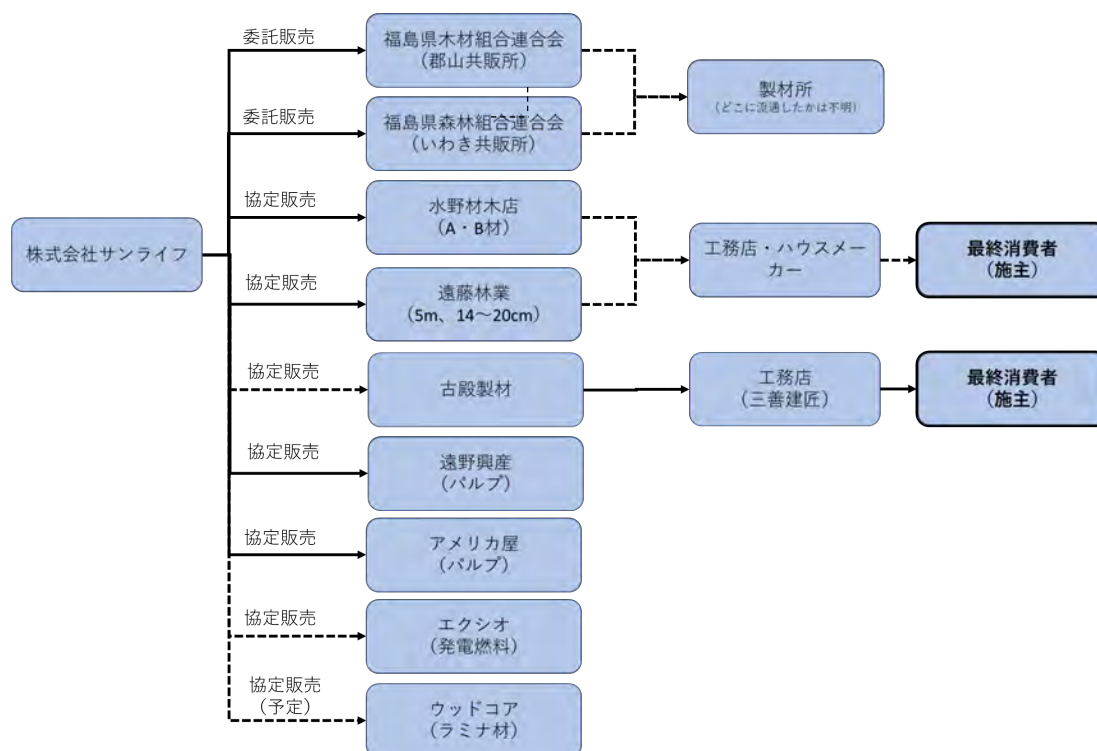 委託販売
福島県木材組合連合会
（郡山共販所）
製材所
（どこに流通したかは不明）
委託販売
福島県森林組合連合会
（いわき共販所）
協定販売
水野材木店
（A・B材）
株式会社サンライフ
工務店・ハウスメー
カー
最終消費者
（施主）
協定販売
遠藤林業
（5m、14～20cm）
協定販売
古殿製材
工務店
（三善建匠）
最終消費者
（施主）
協定販売
遠野興産
（パルプ）
協定販売
アメリカ屋
（パルプ）
協定販売
エクシオ
（発電燃料）
協定販売
（予定）
ウッドコア
（ラミナ材）